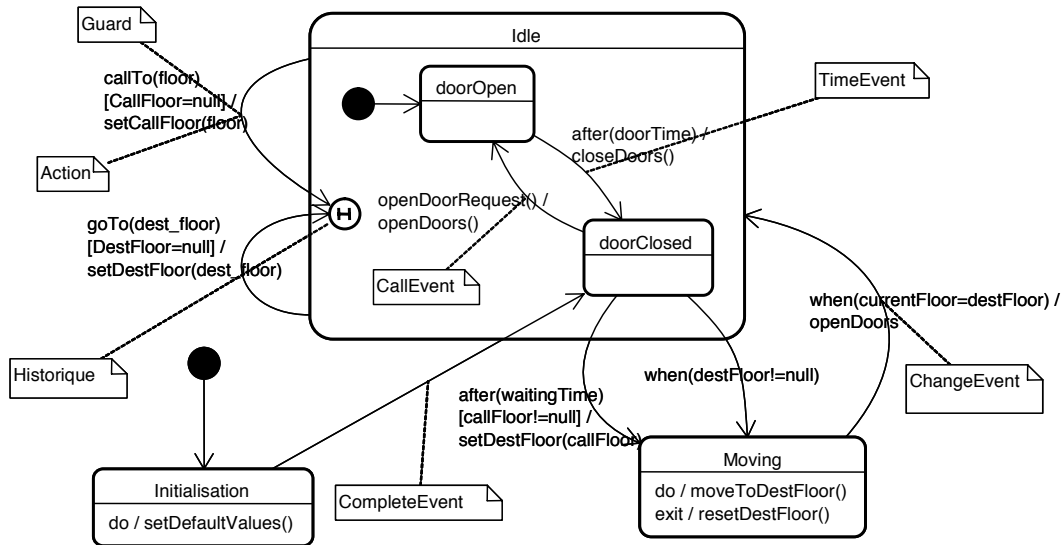 Guard
callTo(floor)
[CallFloor=null] /
setCallFloor(floor)
Action
Idle
doorOpen
TimeEvent
after(doorTime) /
closeDoors()
openDoorRequest() /
openDoors()
goTo(dest_floor)
[DestFloor=null] /
setDestFloor(dest_floor)
H
doorClosed
CallEvent
when(currentFloor=destFloor) /
openDoors
Historique
ChangeEvent
after(waitingTime)
[callFloor!=null] /
setDestFloor(callFloor)
when(destFloor!=null)
Initialisation
do / setDefaultValues()
CompleteEvent
Moving
do / moveToDestFloor()
exit / resetDestFloor()